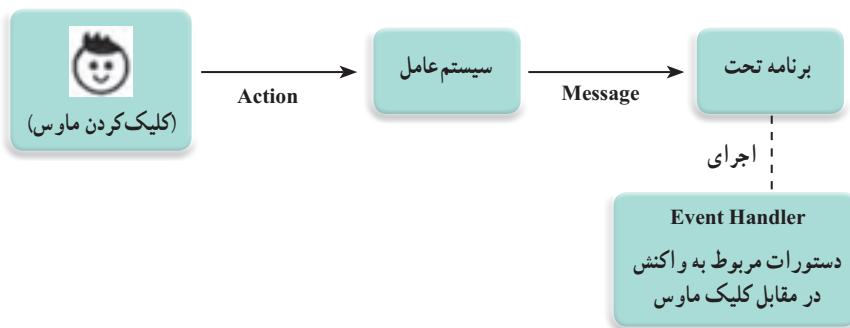 (کلیک‌کردن ماوس)
Action
سیستم‌عامل
Message
برنامه تحت
اجرای
Event Handler
دستورات مربوط به واکنش
در مقابل کلیک ماوس